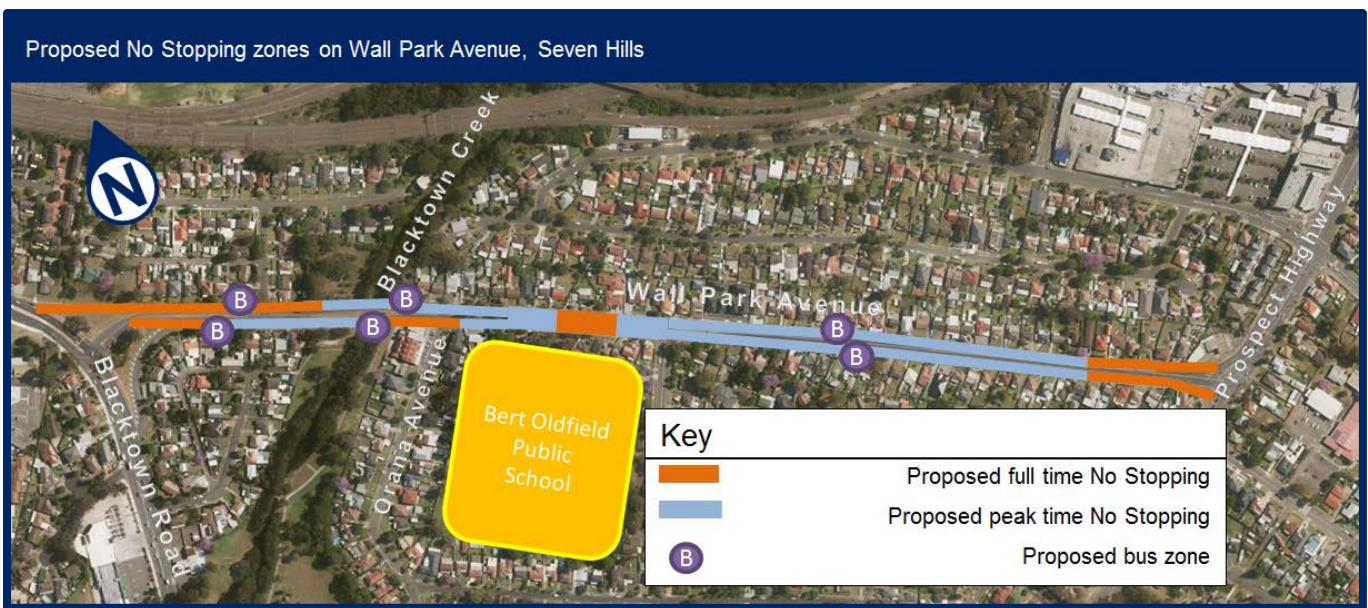 Proposed No Stopping zones on Wall Park Avenue, Seven Hills
N
Blacktown Creek
B
B
B
B
Wall Park Avenue
B
B
Prospect Highway
Blacktown Road
Orana Avenue
Bert Oldfield
Public
School
Key
Proposed full time No Stopping
Proposed peak time No Stopping
B
Proposed bus zone